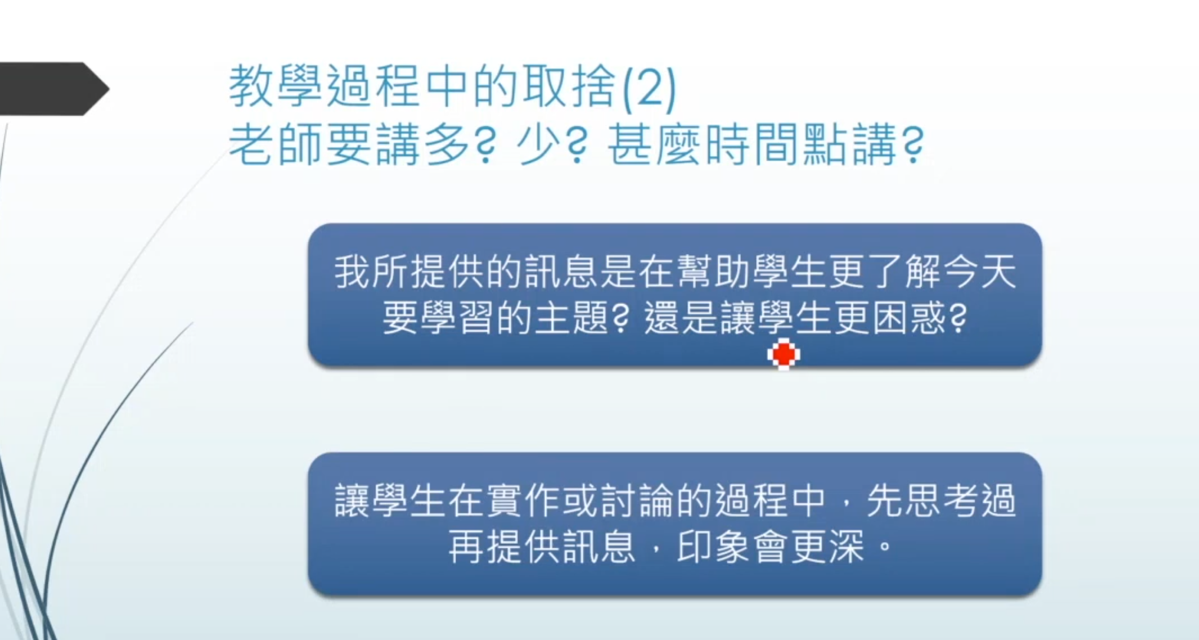 教學過程中的取捨(2)
老師要講多? 少? 甚麼時間點講?
我所提供的訊息是在幫助學生更了解今天
要學習的主題? 還是讓學生更困惑?
讓學生在實作或討論的過程中，先思考過
再提供訊息，印象會更深。